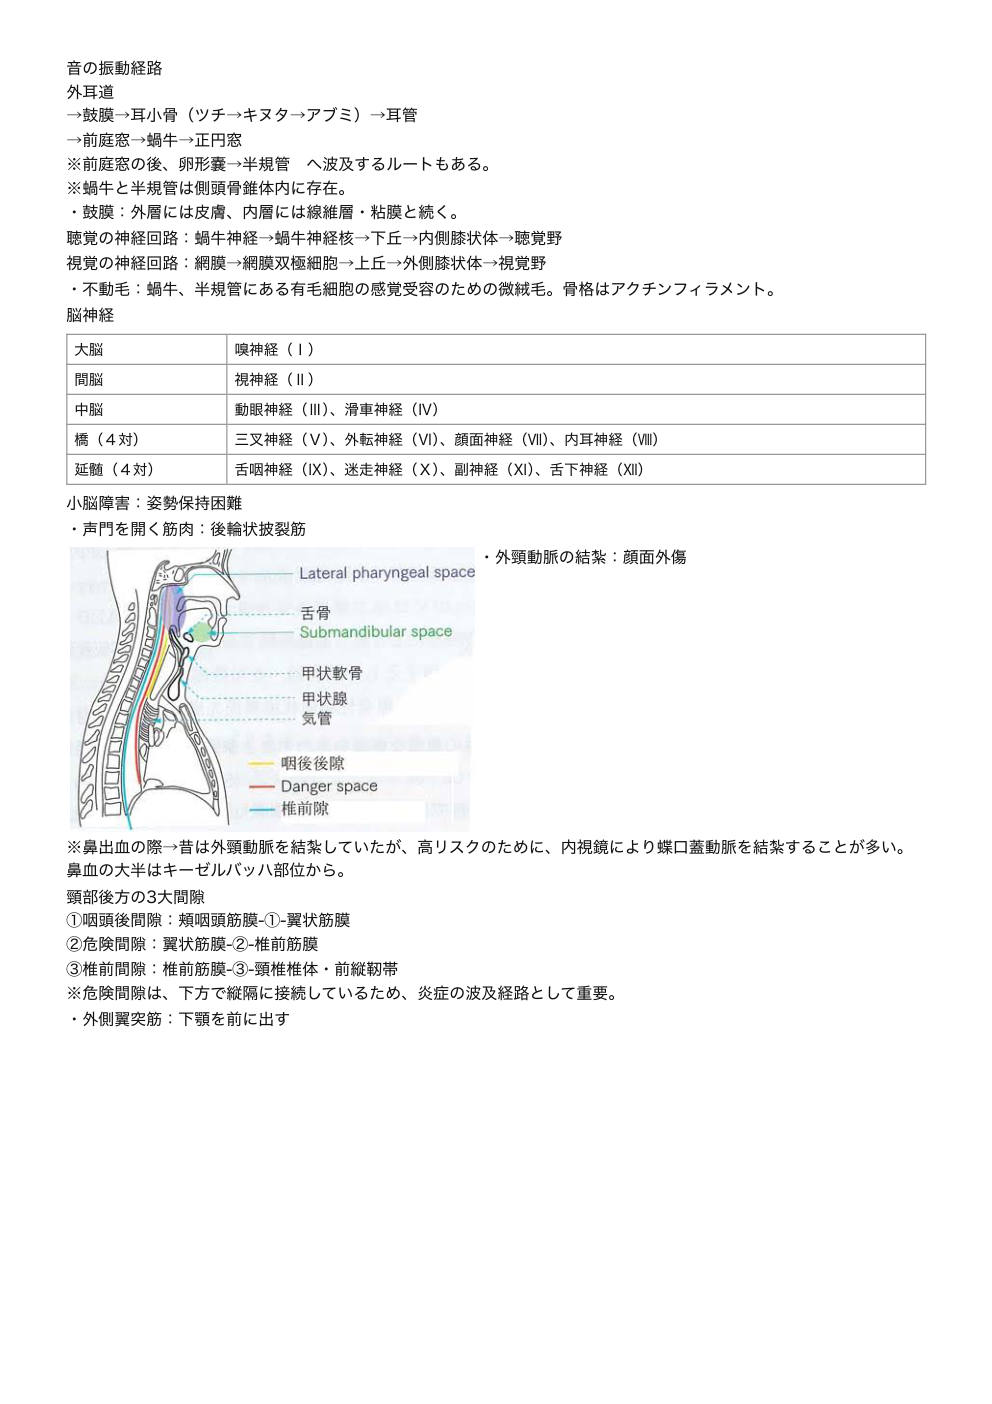 音の振動経路
外耳道
→鼓膜→耳小骨（ツチ→キヌタ→アブミ）→耳管
→前庭窓→蝸牛→正円窓
※前庭窓の後、卵形嚢→半規管　へ波及するルートもある。
※蝸牛と半規管は側頭骨錐体内に存在。
・鼓膜：外層には皮膚、内層には線維層・粘膜と続く。
聴覚の神経回路：蝸牛神経→蝸牛神経核→下丘→内側膝状体→聴覚野
視覚の神経回路：網膜→網膜双極細胞→上丘→外側膝状体→視覚野
・不動毛：蝸牛、半規管にある有毛細胞の感覚受容のための微絨毛。骨格はアクチンフィラメント。
脳神経
大脳 嗅神経（Ⅰ）
間脳 視神経（Ⅱ）
中脳 動眼神経（Ⅲ）、滑車神経（Ⅳ）
橋（４対） 三叉神経（Ⅴ）、外転神経（Ⅵ）、顔面神経（Ⅶ）、内耳神経（Ⅷ）
延髄（４対） 舌咽神経（Ⅸ）、迷走神経（Ⅹ）、副神経（Ⅺ）、舌下神経（Ⅻ）
小脳障害：姿勢保持困難
・声門を開く筋肉：後輪状披裂筋
・外頸動脈の結紮：顔面外傷
Lateral pharyngeal space
舌骨
Submandibular space
甲状軟骨
甲状腺
気管
咽後後隙
Danger space
椎前隙
※鼻出血の際→昔は外頸動脈を結紮していたが、高リスクのために、内視鏡により蝶口蓋動脈を結紮することが多い。
鼻血の大半はキーゼルバッハ部位から。
頸部後方の3大間隙
①咽頭後間隙：頬咽頭筋膜-①-翼状筋膜
②危険間隙：翼状筋膜-②-椎前筋膜
③椎前間隙：椎前筋膜-③-頸椎椎体・前縦靭帯
※危険間隙は、下方で縦隔に接続しているため、炎症の波及経路として重要。
・外側翼突筋：下顎を前に出す